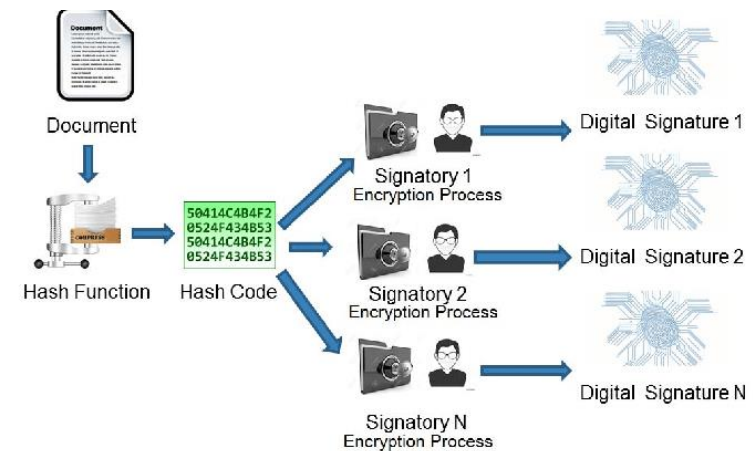 Document
Document
Hash Function
50414C4B4F2
0524F434B53
50414C4B4F2
0524F434B53
Hash Code
Signatory 1
Encryption Process
Digital Signature 1
Signatory 2
Encryption Process
Digital Signature 2
Signatory N
Encryption Process
Digital Signature N